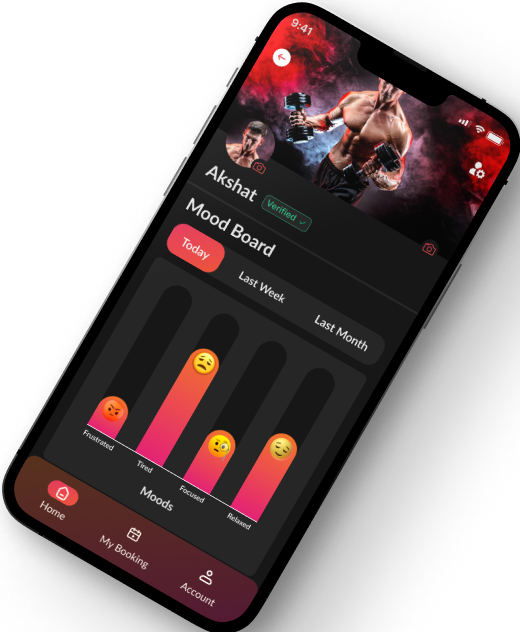 9:41
Akshat
Verified
Mood Board
Today
Last Week
Last Month
Frustrated
Tired
Focused
Relaxed
Moods
Home
My Booking
Account